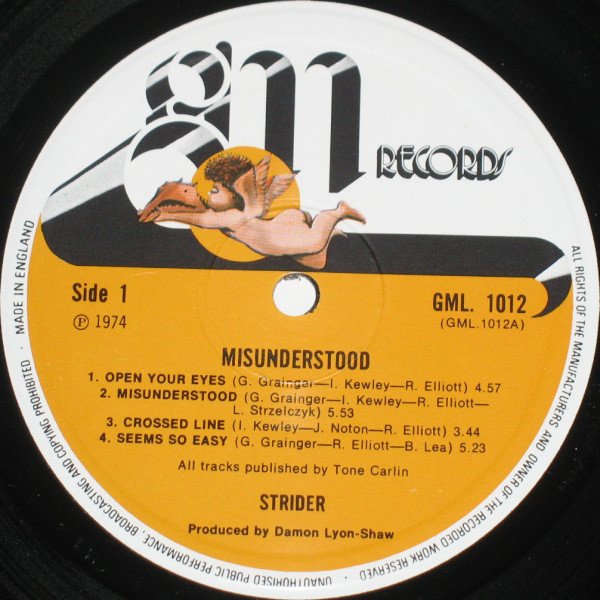 gm
RECORDS
Side 1
GML. 1012
℗ 1974
(GML.1012A)
MISUNDERSTOOD
1. OPEN YOUR EYES (G. Grainger—I. Kewley—R. Elliott) 4.57
2. MISUNDERSTOOD (G. Grainger—I. Kewley—R. Elliott—
L. Strzelczyk) 5.53
3. CROSSED LINE (I. Kewley—J. Noton—R. Elliott) 3.44
4. SEEMS SO EASY (G. Grainger—R. Elliott—B. Lea) 5.23
All tracks published by Tone Carlin
STRIDER
Produced by Damon Lyon-Shaw
ALL RIGHTS OF THE MANUFACTURERS AND OWNER OF THE RECORDED WORK RESERVED · UNAUTHORISED PUBLIC PERFORMANCE, BROADCASTING AND COPYING PROHIBITED · MADE IN ENGLAND